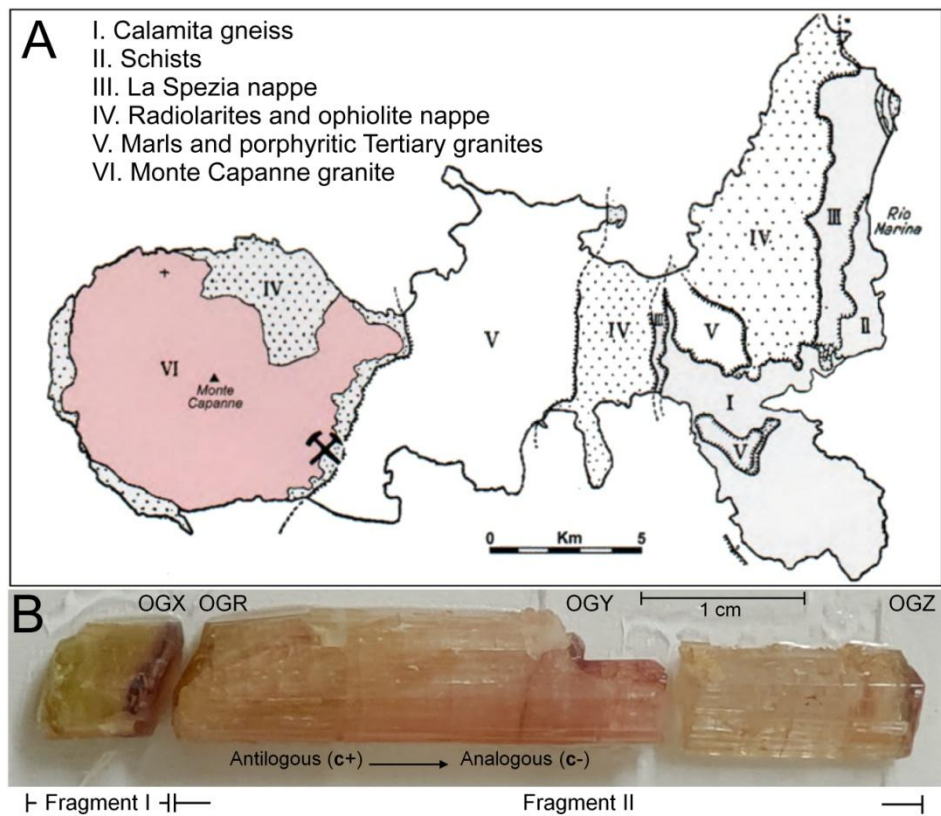 A
I. Calamita gneiss
II. Schists
III. La Spezia nappe
IV. Radiolarites and ophiolite nappe
V. Marls and porphyritic Tertiary granites
VI. Monte Capanne granite
IV
IV
III
Rio
Marina
II
VI
Monte
Capanne
V
IV
III
V
I
V
0 Km 5
B
OGX OGR OGY OGZ
1 cm
Antilogous (c+) Analogous (c-)
Fragment I Fragment II